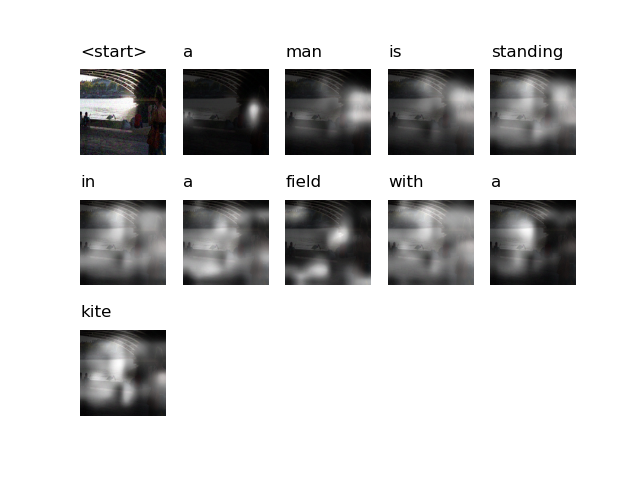 <start> a man is standing
in a field with a
kite